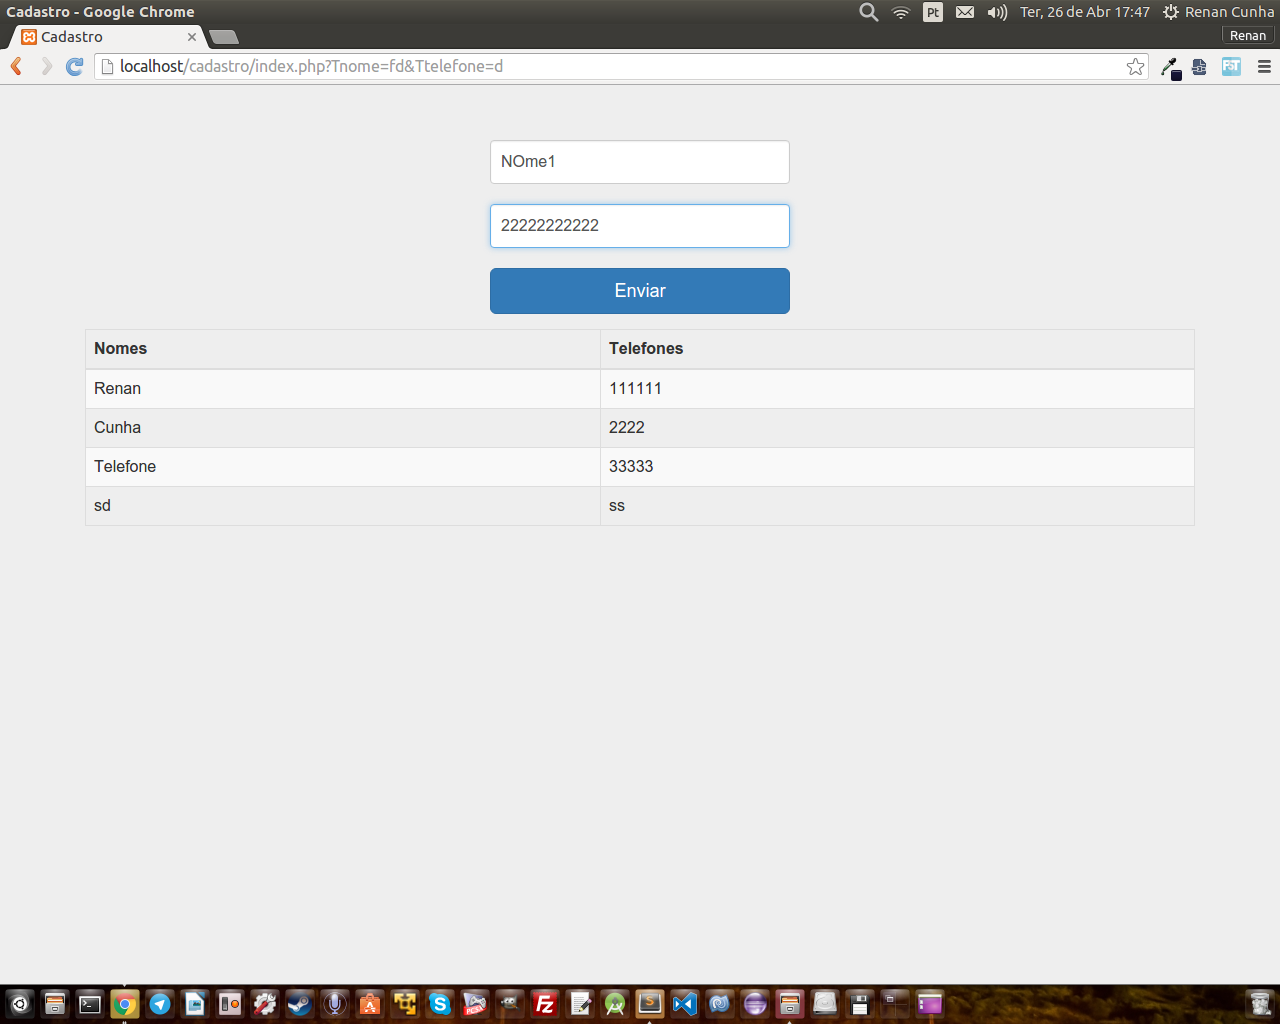 Cadastro - Google Chrome
Pt
Ter, 26 de Abr 17:47
Renan Cunha
Cadastro
Renan
localhost/cadastro/index.php?Tnome=fd&Ttelefone=d
NOme1
22222222222
Enviar
Nomes Telefones
Renan 111111
Cunha 2222
Telefone 33333
sd ss